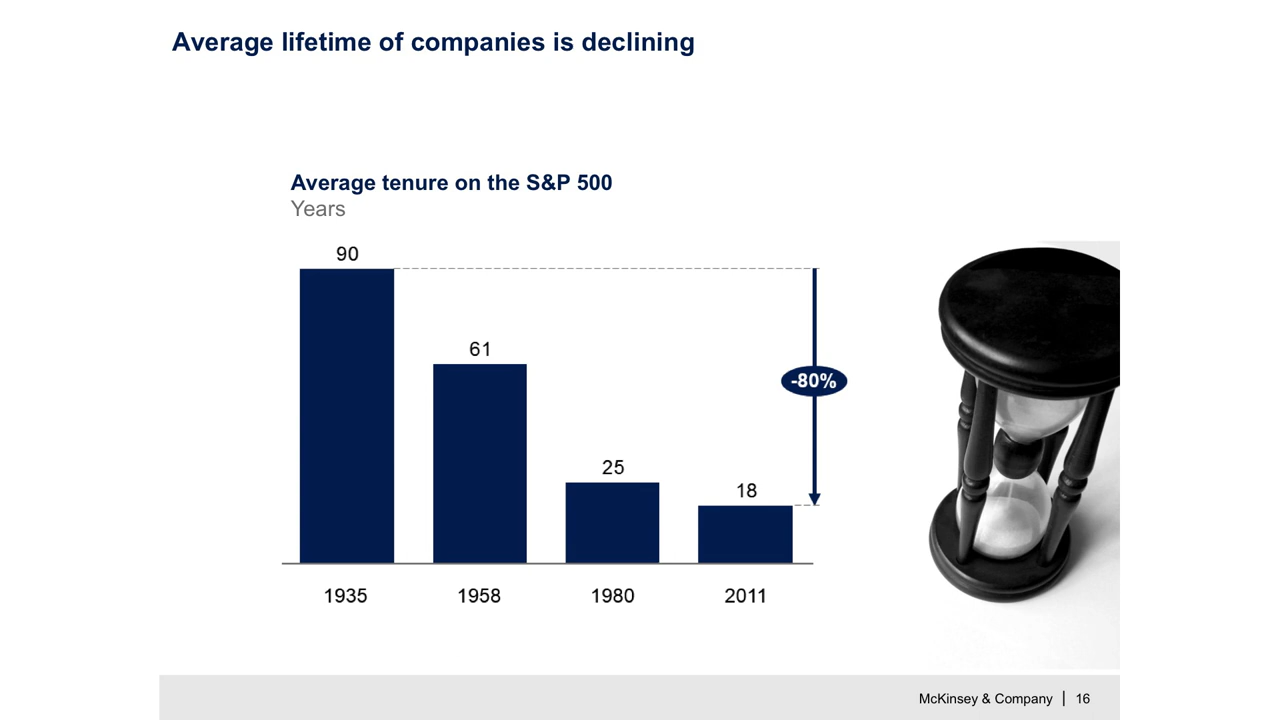 Average lifetime of companies is declining
Average tenure on the S&P 500
Years
90
61
25
18
-80%
1935 1958 1980 2011
McKinsey & Company | 16